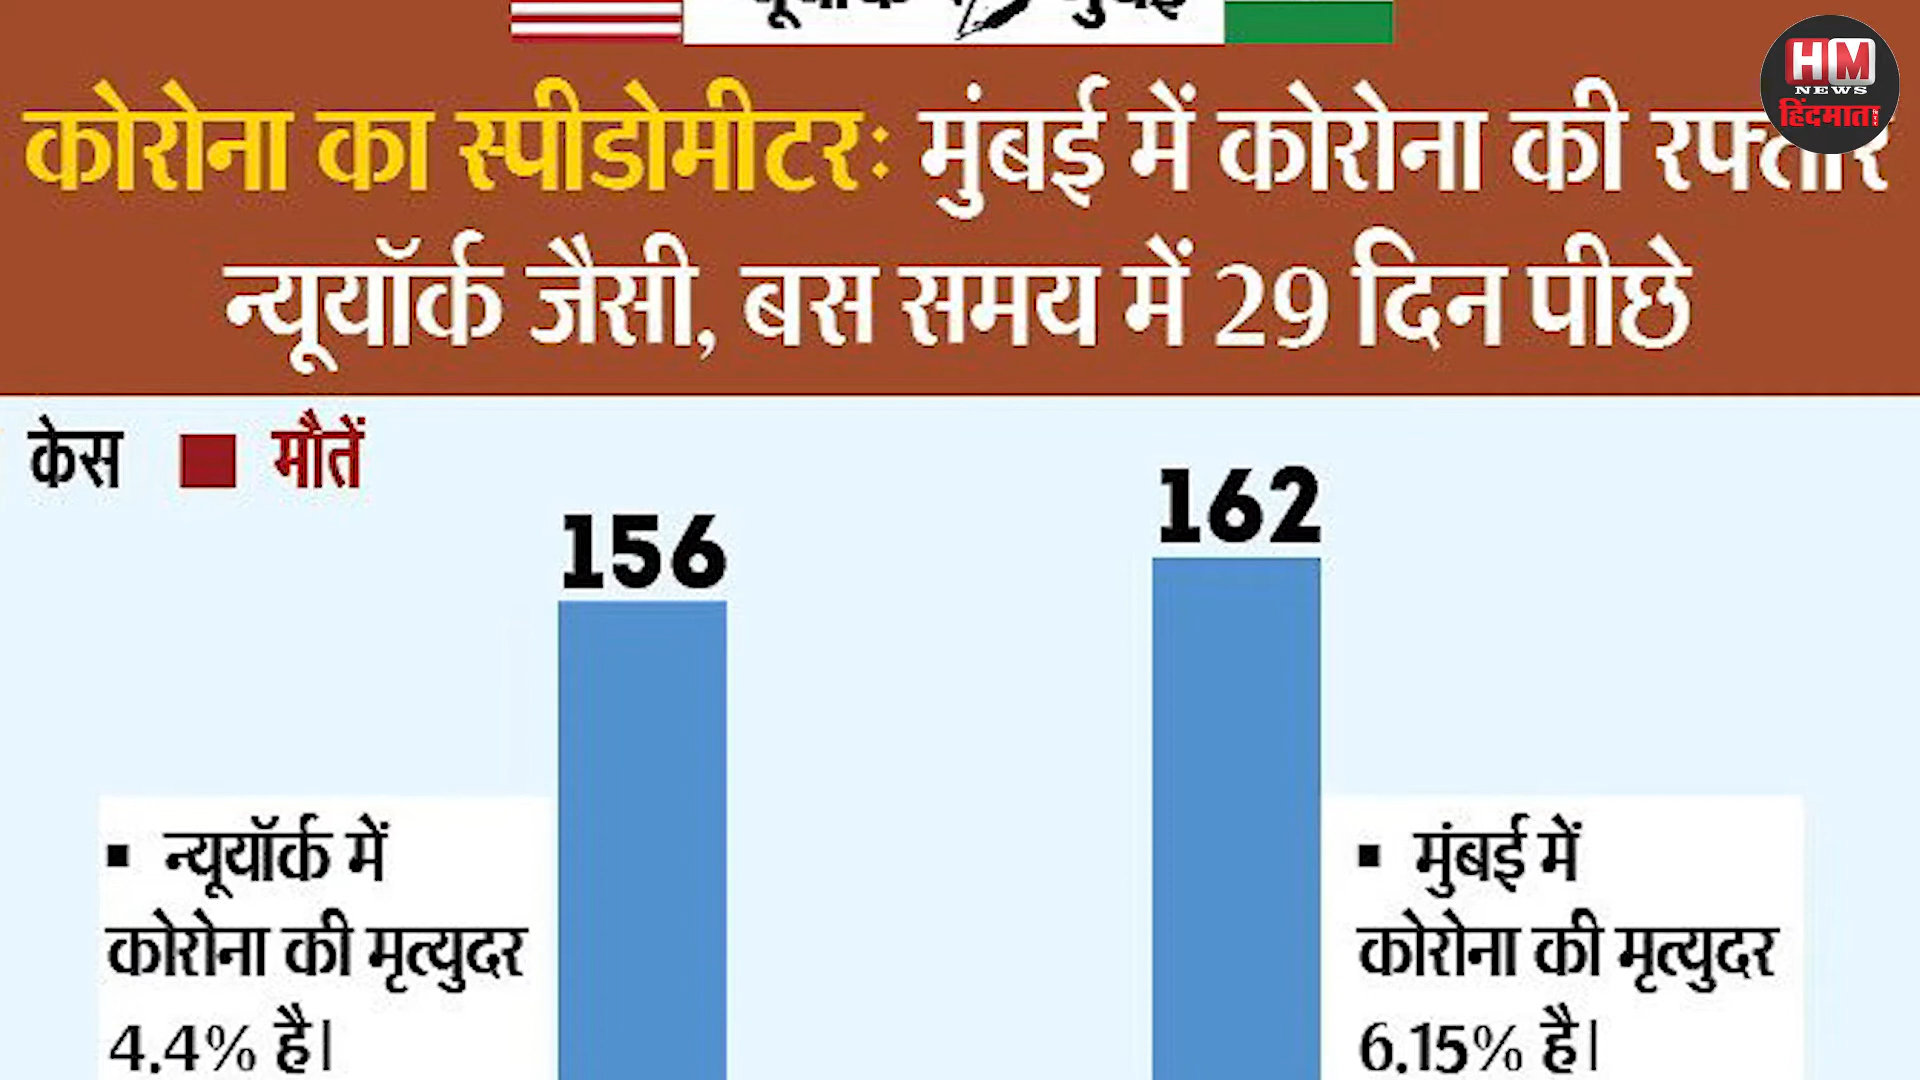 HM
NEWS
हिंदमाता
कोरोना का स्पीडोमीटरः मुंबई में कोरोना की रफ्तार
न्यूयॉर्क जैसी, बस समय में 29 दिन पीछे
केस मौतें
156
162
▪ न्यूयॉर्क में
कोरोना की मृत्युदर
4.4% है।
▪ मुंबई में
कोरोना की मृत्युदर
6.15% है।